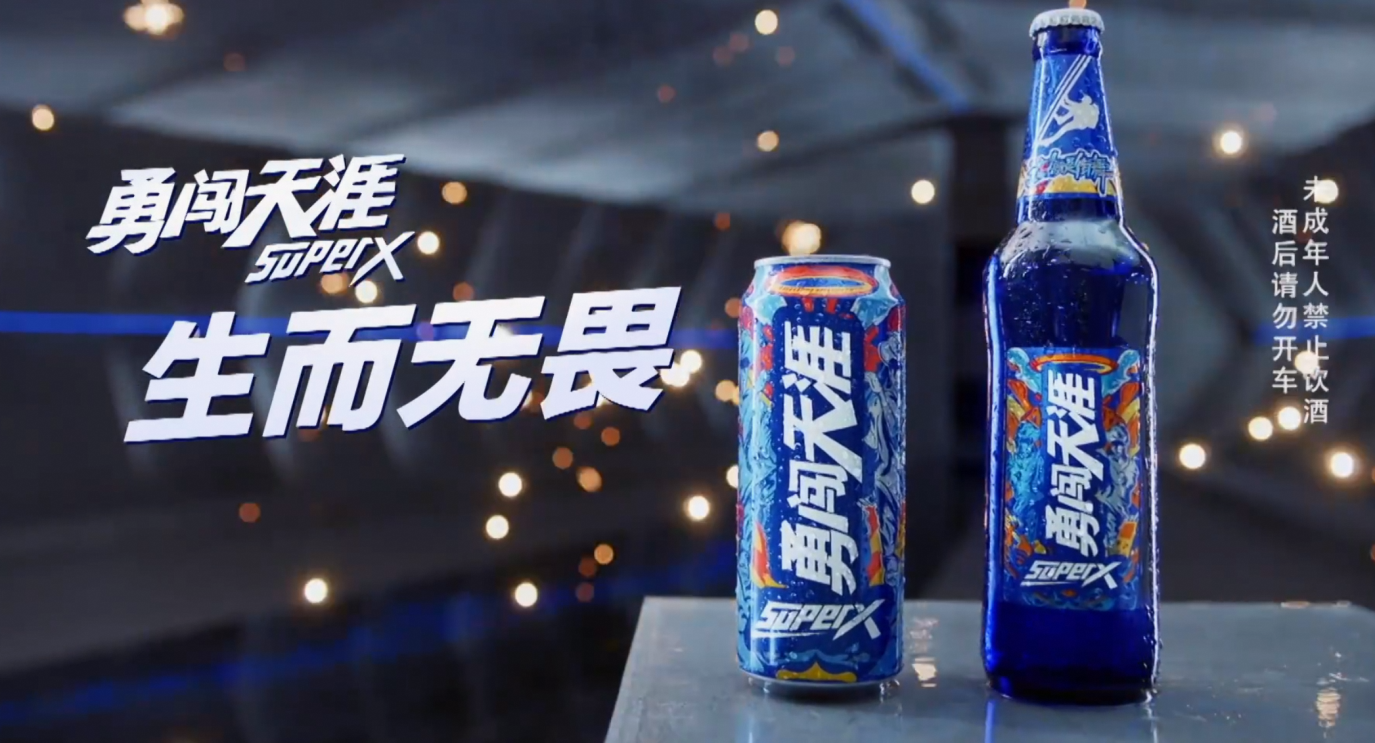 勇闯天涯
superX
生而无畏
勇闯天涯
superX
勇闯天涯
superX
未成年人禁止饮酒
酒后请勿开车